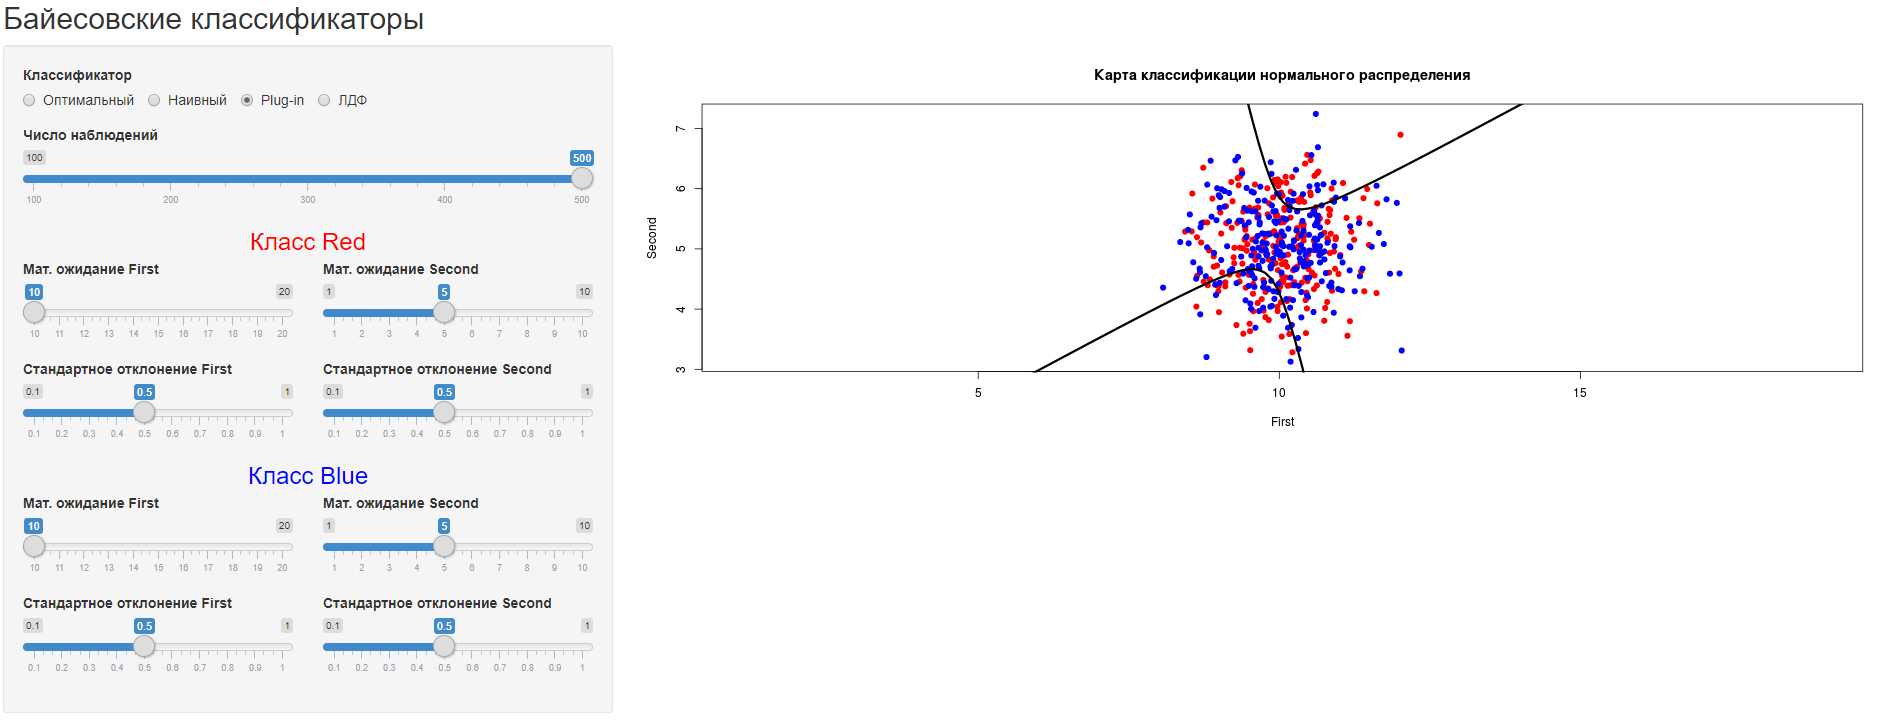 Байесовские классификаторы
Классификатор
Оптимальный Наивный Plug-in ЛДФ
Число наблюдений
100 500
100 200 300 400 500
Класс Red
Мат. ожидание First
10 20
10 11 12 13 14 15 16 17 18 19 20
Мат. ожидание Second
1 5 10
1 2 3 4 5 6 7 8 9 10
Стандартное отклонение First
0.1 0.5 1
0.1 0.2 0.3 0.4 0.5 0.6 0.7 0.8 0.9 1
Стандартное отклонение Second
0.1 0.5 1
0.1 0.2 0.3 0.4 0.5 0.6 0.7 0.8 0.9 1
Класс Blue
Мат. ожидание First
10 20
10 11 12 13 14 15 16 17 18 19 20
Мат. ожидание Second
1 5 10
1 2 3 4 5 6 7 8 9 10
Стандартное отклонение First
0.1 0.5 1
0.1 0.2 0.3 0.4 0.5 0.6 0.7 0.8 0.9 1
Стандартное отклонение Second
0.1 0.5 1
0.1 0.2 0.3 0.4 0.5 0.6 0.7 0.8 0.9 1
Карта классификации нормального распределения
Second
7
6
5
4
3
5 10 15
First